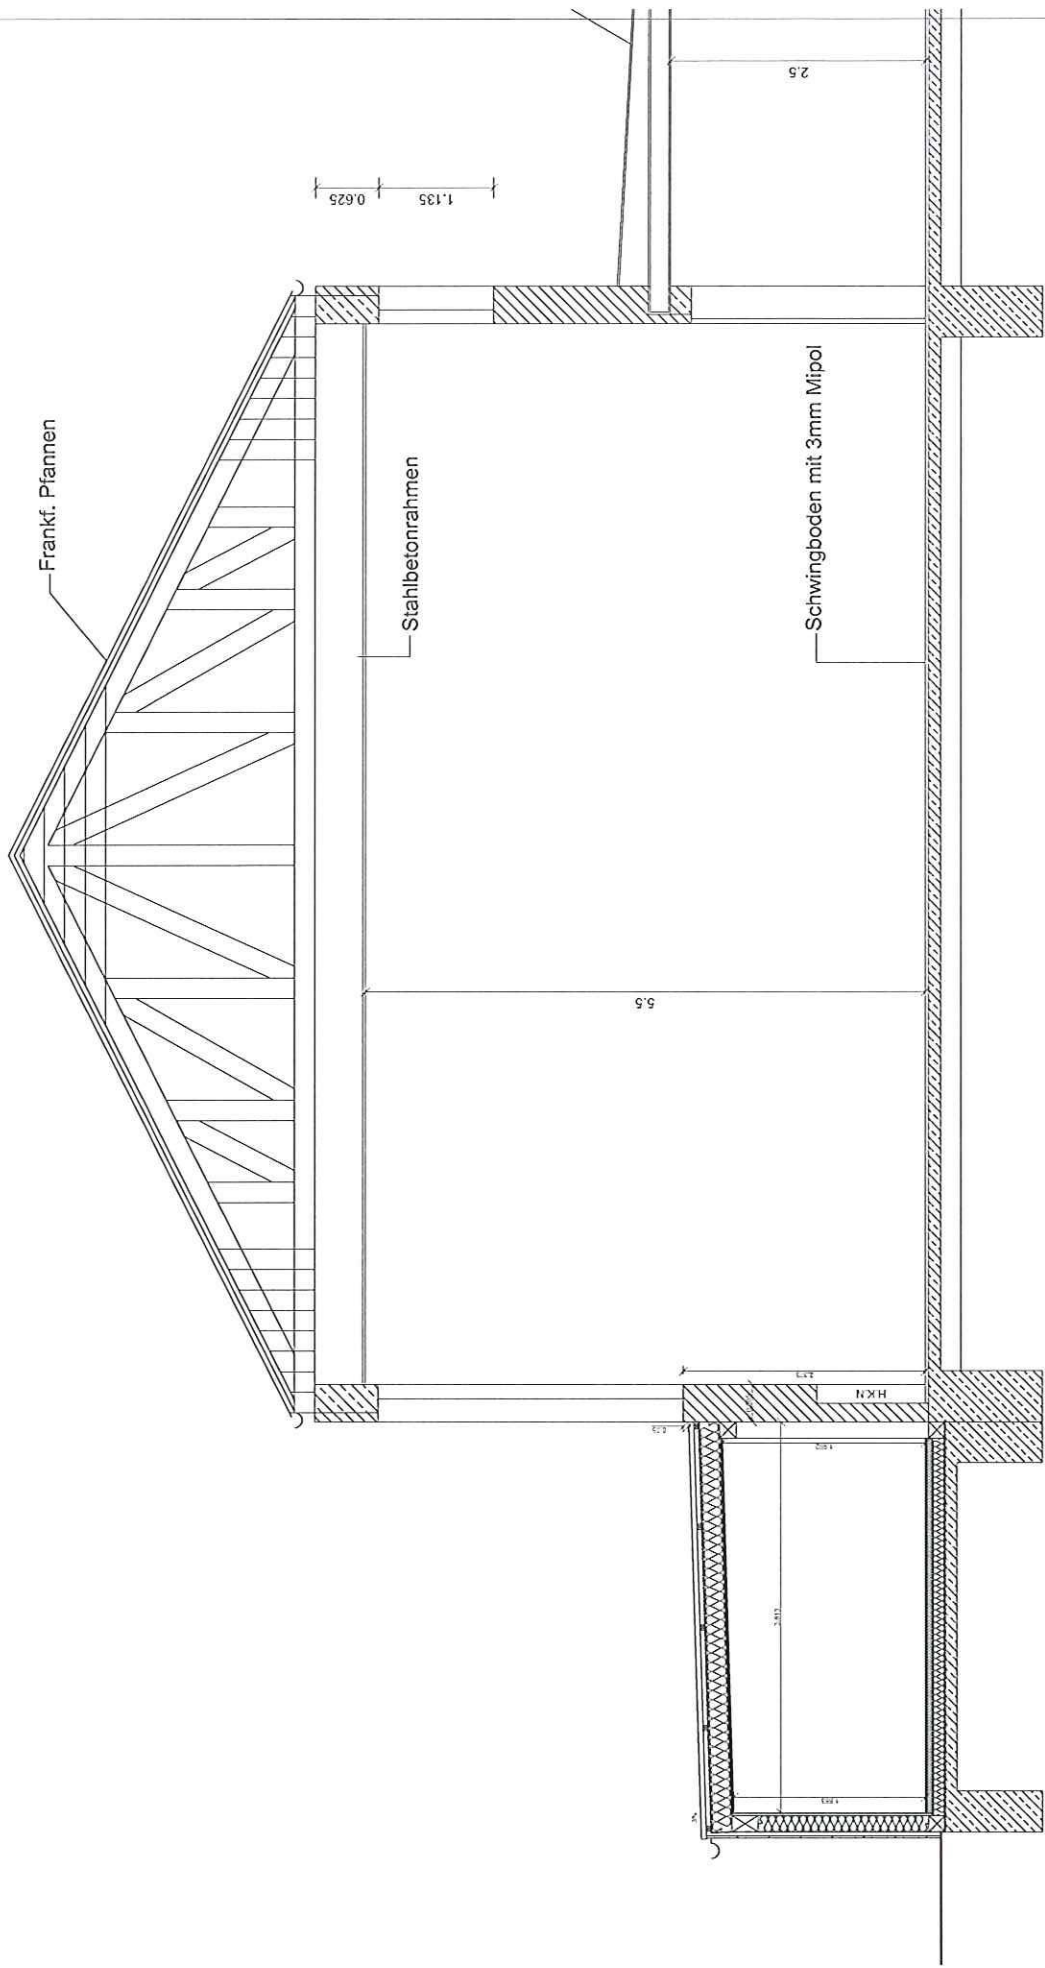 Frankf. Pfannen
0.625
1.135
2.5
Stahlbetonrahmen
Schwingboden mit 3mm Mipol
5.5
HKN